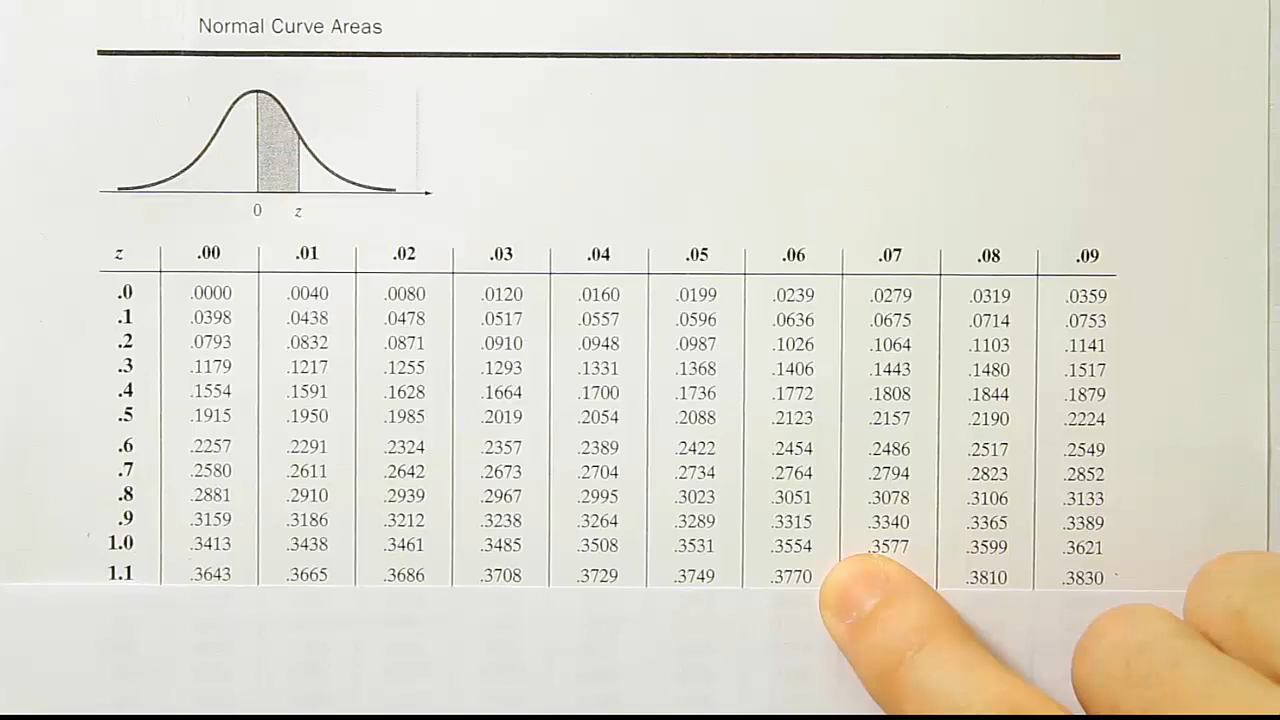 Normal Curve Areas
0 z
z .00 .01 .02 .03 .04 .05 .06 .07 .08 .09
.0 .0000 .0040 .0080 .0120 .0160 .0199 .0239 .0279 .0319 .0359
.1 .0398 .0438 .0478 .0517 .0557 .0596 .0636 .0675 .0714 .0753
.2 .0793 .0832 .0871 .0910 .0948 .0987 .1026 .1064 .1103 .1141
.3 .1179 .1217 .1255 .1293 .1331 .1368 .1406 .1443 .1480 .1517
.4 .1554 .1591 .1628 .1664 .1700 .1736 .1772 .1808 .1844 .1879
.5 .1915 .1950 .1985 .2019 .2054 .2088 .2123 .2157 .2190 .2224
.6 .2257 .2291 .2324 .2357 .2389 .2422 .2454 .2486 .2517 .2549
.7 .2580 .2611 .2642 .2673 .2704 .2734 .2764 .2794 .2823 .2852
.8 .2881 .2910 .2939 .2967 .2995 .3023 .3051 .3078 .3106 .3133
.9 .3159 .3186 .3212 .3238 .3264 .3289 .3315 .3340 .3365 .3389
1.0 .3413 .3438 .3461 .3485 .3508 .3531 .3554 .3577 .3599 .3621
1.1 .3643 .3665 .3686 .3708 .3729 .3749 .3770 .3810 .3830